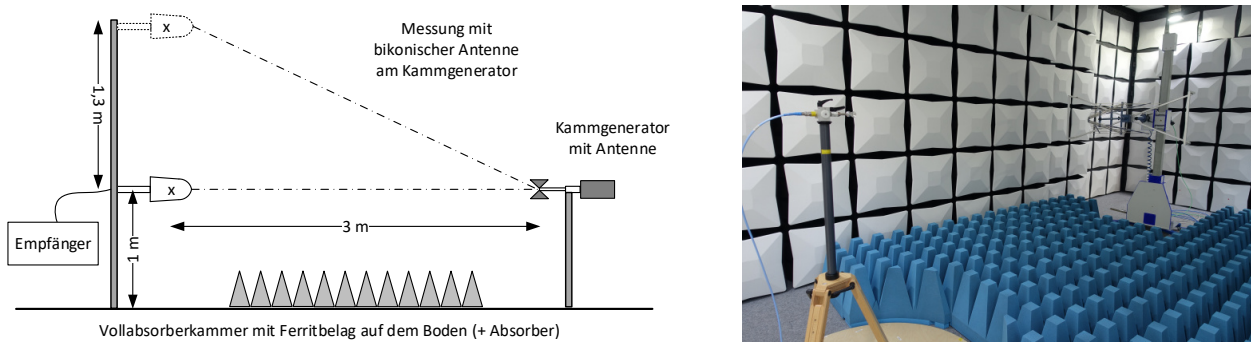 x
Messung mit
bikonischer Antenne
am Kammgenerator
1,3 m
Kammgenerator
mit Antenne
x
Empfänger
1 m
3 m
Vollabsorberkammer mit Ferritbelag auf dem Boden (+ Absorber)